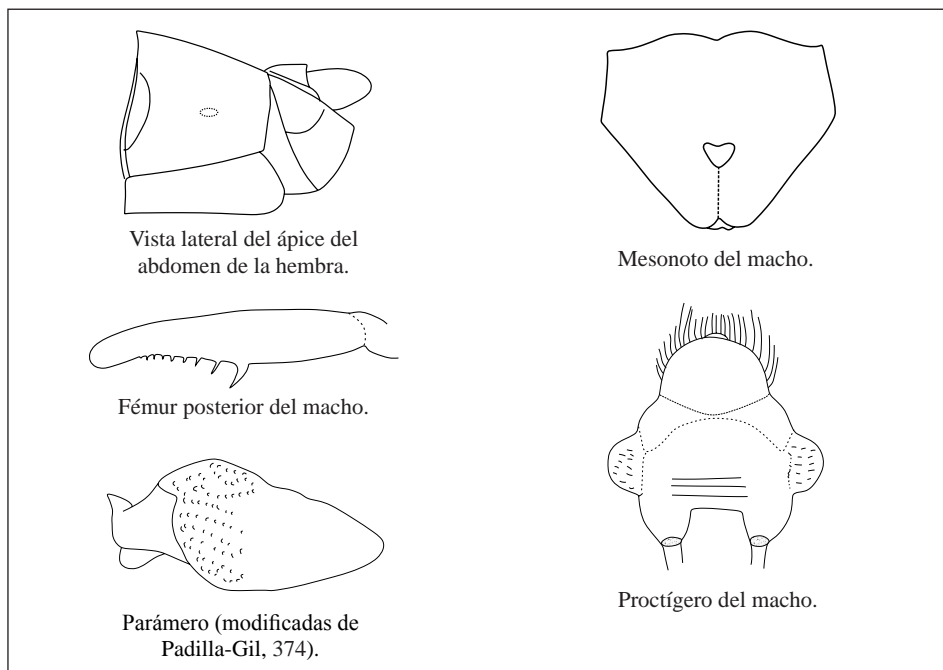 Vista lateral del ápice del
abdomen de la hembra.
Mesonoto del macho.
Fémur posterior del macho.
Parámero (modificadas de
Padilla-Gil, 374).
Proctígero del macho.